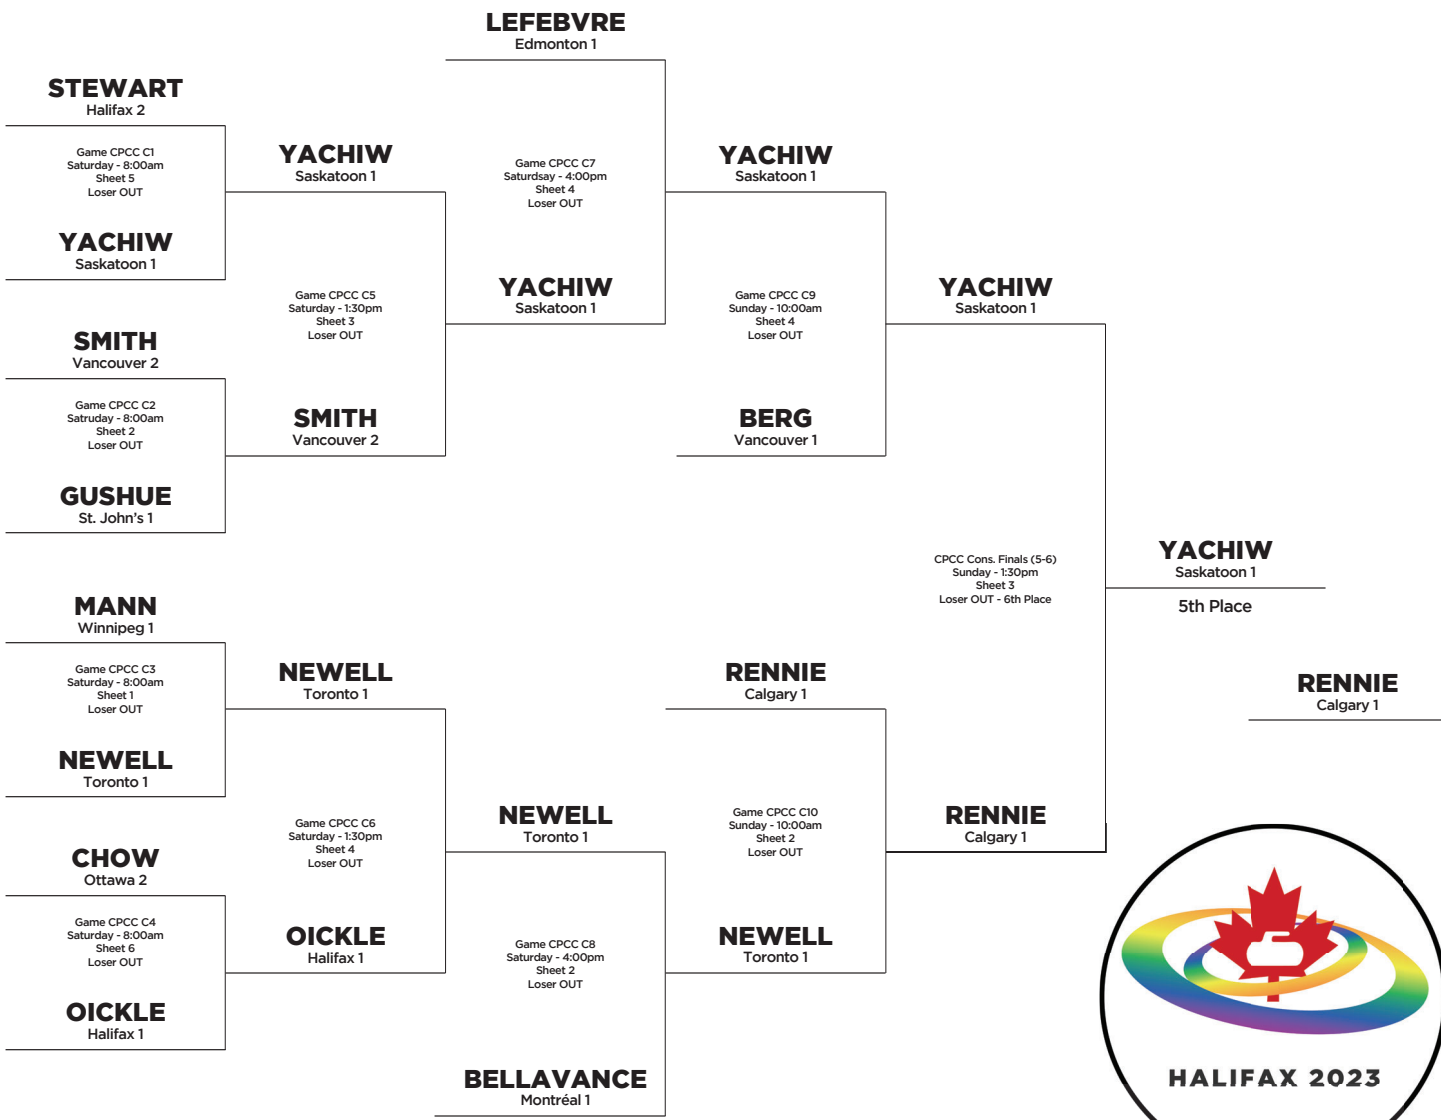 LEFEBVRE
Edmonton 1
STEWART
Halifax 2
Game CPCC C1
Saturday - 8:00am
Sheet 5
Loser OUT
YACHIW
Saskatoon 1
YACHIW
Saskatoon 1
Game CPCC C7
Saturdsay - 4:00pm
Sheet 4
Loser OUT
YACHIW
Saskatoon 1
Game CPCC C5
Saturday - 1:30pm
Sheet 3
Loser OUT
YACHIW
Saskatoon 1
Game CPCC C9
Sunday - 10:00am
Sheet 4
Loser OUT
YACHIW
Saskatoon 1
SMITH
Vancouver 2
Game CPCC C2
Satruday - 8:00am
Sheet 2
Loser OUT
GUSHUE
St. John's 1
SMITH
Vancouver 2
BERG
Vancouver 1
CPCC Cons. Finals (5-6)
Sunday - 1:30pm
Sheet 3
Loser OUT - 6th Place
YACHIW
Saskatoon 1
5th Place
MANN
Winnipeg 1
Game CPCC C3
Saturday - 8:00am
Sheet 1
Loser OUT
NEWELL
Toronto 1
NEWELL
Toronto 1
RENNIE
Calgary 1
RENNIE
Calgary 1
Game CPCC C6
Saturday - 1:30pm
Sheet 4
Loser OUT
NEWELL
Toronto 1
Game CPCC C10
Sunday - 10:00am
Sheet 2
Loser OUT
RENNIE
Calgary 1
CHOW
Ottawa 2
Game CPCC C4
Saturday - 8:00am
Sheet 6
Loser OUT
OICKLE
Halifax 1
OICKLE
Halifax 1
Game CPCC C8
Saturday - 4:00pm
Sheet 2
Loser OUT
NEWELL
Toronto 1
BELLAVANCE
Montréal 1
HALIFAX 2023